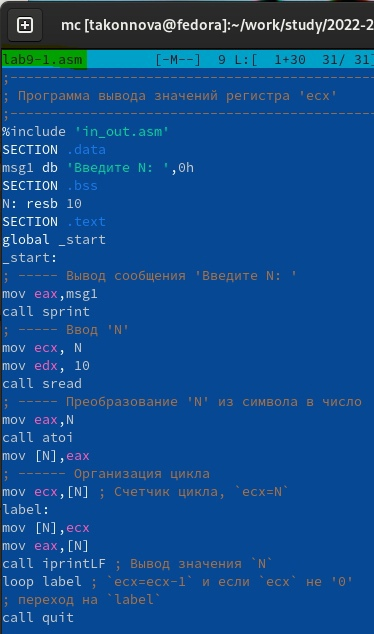 mc [takonnova@fedora]:~/work/study/2022-2
lab9-1.asm [-M--] 9 L:[ 1+30 31/ 31]
;-----------------------------------------
; Программа вывода значений регистра 'ecx'
;-----------------------------------------
%include 'in_out.asm'
SECTION .data
msg1 db 'Введите N: ',0h
SECTION .bss
N: resb 10
SECTION .text
global _start
_start:
; ----- Вывод сообщения 'Введите N: '
mov eax,msg1
call sprint
; ----- Ввод 'N'
mov ecx, N
mov edx, 10
call sread
; ----- Преобразование 'N' из символа в число
mov eax,N
call atoi
mov [N],eax
; ------ Организация цикла
mov ecx,[N] ; Счетчик цикла, `ecx=N`
label:
mov [N],ecx
mov eax,[N]
call iprintLF ; Вывод значения `N`
loop label ; `ecx=ecx-1` и если `ecx` не '0'
; переход на `label`
call quit